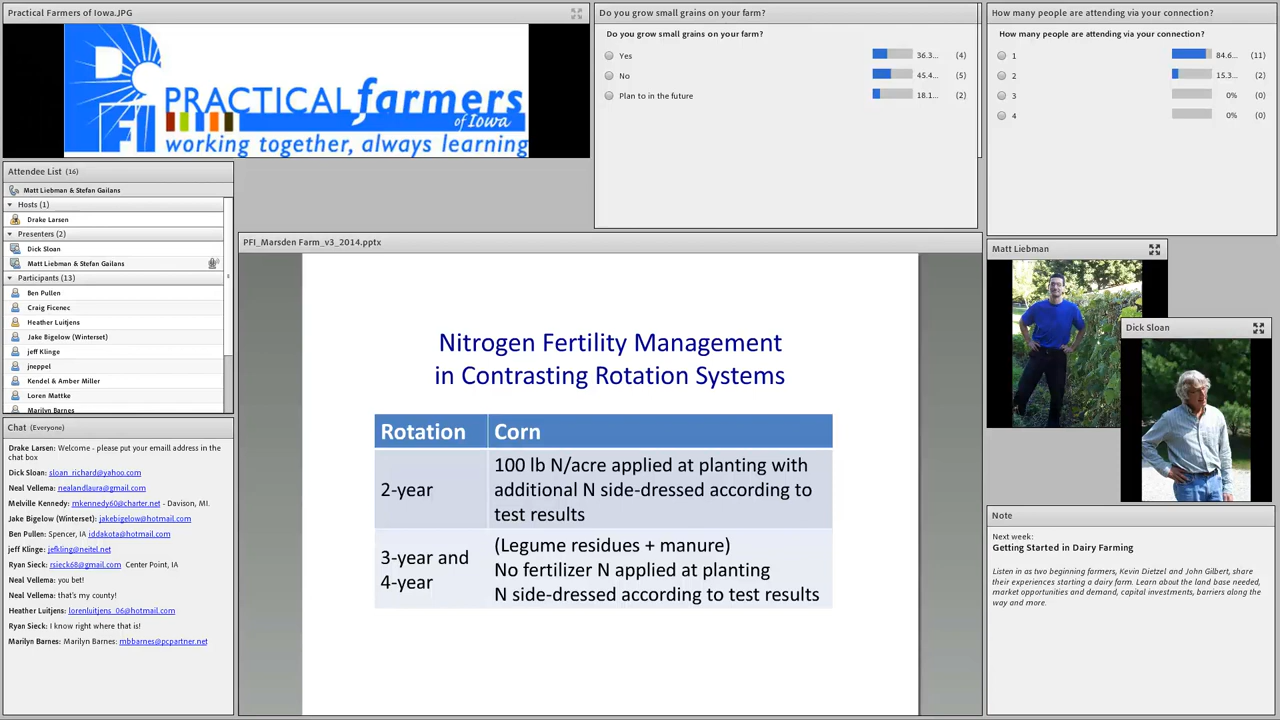 Practical Farmers of Iowa.JPG
PRACTICAL farmers
of Iowa
working together, always learning
Do you grow small grains on your farm?
Do you grow small grains on your farm?
Yes 36.3... (4)
No 45.4... (5)
Plan to in the future 18.1... (2)
How many people are attending via your connection?
How many people are attending via your connection?
1 84.6... (11)
2 15.3... (2)
3 0% (0)
4 0% (0)
Attendee List (16)
Matt Liebman & Stefan Gailans
Hosts (1)
Drake Larsen
Presenters (2)
Dick Sloan
Matt Liebman & Stefan Gailans
Participants (13)
Ben Pullen
Craig Ficenec
Heather Luitjens
Jake Bigelow (Winterset)
jeff Klinge
jneppel
Kendel & Amber Miller
Loren Mattke
Marilyn Barnes
Chat (Everyone)
Drake Larsen: Welcome - please put your emaill address in the
chat box
Dick Sloan: sloan_richard@yahoo.com
Neal Vellema: nealandlaura@gmail.com
Melville Kennedy: mkennedy60@charter.net - Davison, MI.
Jake Bigelow (Winterset): jakebigelow@hotmail.com
Ben Pullen: Spencer, IA iddakota@hotmail.com
jeff Klinge: jefkling@neitel.net
Ryan Sieck: rsieck68@gmail.com Center Point, IA
Neal Vellema: you bet!
Neal Vellema: that's my county!
Heather Luitjens: lorenluitjens_06@hotmail.com
Ryan Sieck: I know right where that is!
Marilyn Barnes: Marilyn Barnes: mbbarnes@pcpartner.net
PFI_Marsden Farm_v3_2014.pptx
Nitrogen Fertility Management
in Contrasting Rotation Systems
Rotation Corn
2-year
100 lb N/acre applied at planting with
additional N side-dressed according to
test results
3-year and
4-year
(Legume residues + manure)
No fertilizer N applied at planting
N side-dressed according to test results
Matt Liebman
Dick Sloan
Note
Next week:
Getting Started in Dairy Farming
Listen in as two beginning farmers, Kevin Dietzel and John Gilbert, share
their experiences starting a dairy farm. Learn about the land base needed,
market opportunities and demand, capital investments, barriers along the
way and more.